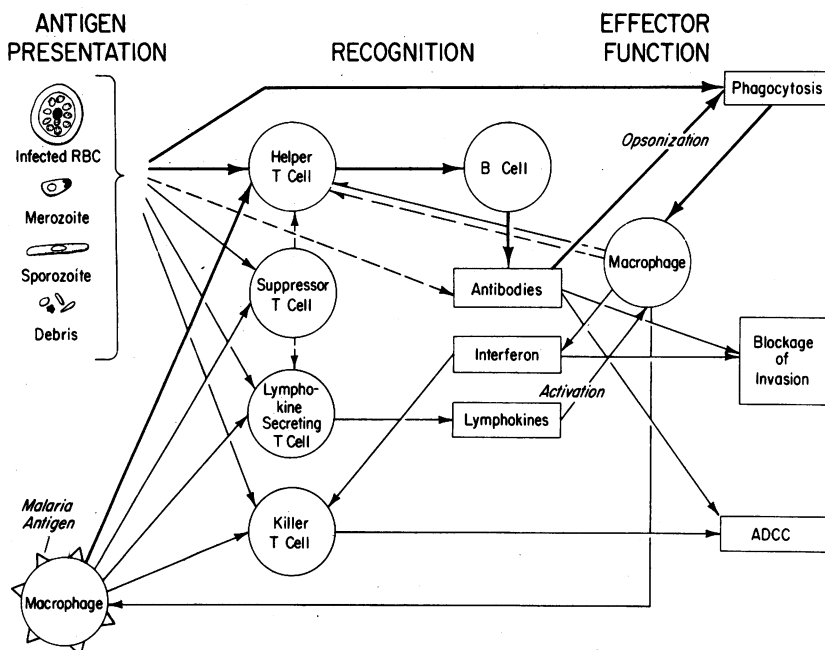 ANTIGEN
PRESENTATION
RECOGNITION
EFFECTOR
FUNCTION
Infected RBC
Merozoite
Sporozoite
Debris
Helper
T Cell
B Cell
Opsonization
Phagocytosis
Macrophage
Suppressor
T Cell
Antibodies
Interferon
Blockage
of
Invasion
Activation
Lympho-
kine
Secreting
T Cell
Lymphokines
Killer
T Cell
ADCC
Malaria
Antigen
Macrophage